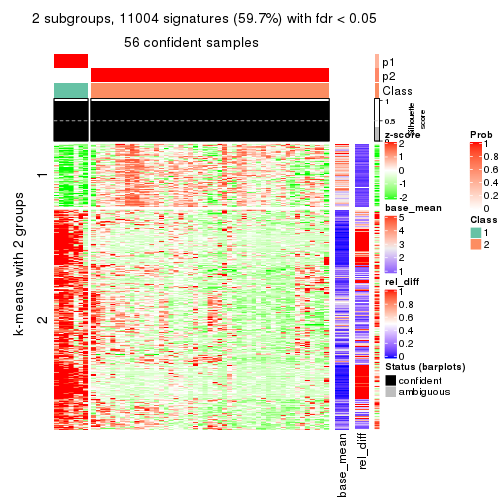 2 subgroups, 11004 signatures (59.7%) with fdr < 0.05
56 confident samples
p1
p2
Class
1
0.5
0
Silhouette
score
k-means with 2 groups
1
2
base_mean
rel_diff
z-score
2
1
0
-1
-2
base_mean
5
4
3
2
1
rel_diff
1
0.8
0.6
0.4
0.2
0
Status (barplots)
confident
ambiguous
Prob
1
0.8
0.6
0.4
0.2
0
Class
1
2